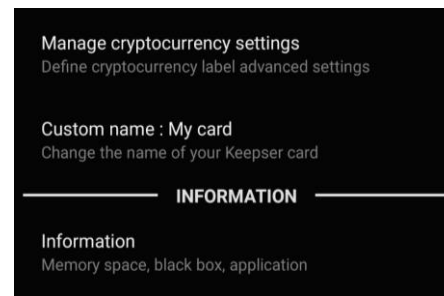 Manage cryptocurrency settings
Define cryptocurrency label advanced settings
Custom name : My card
Change the name of your Keepser card
INFORMATION
Information
Memory space, black box, application